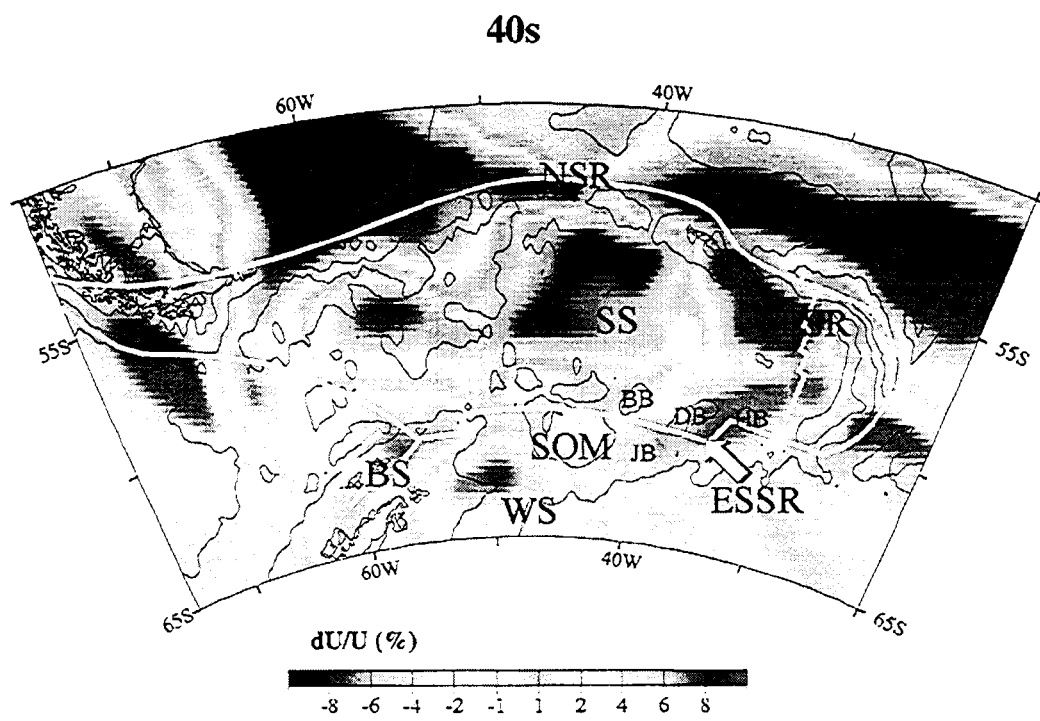 40s
60W
40W
NSR
SS
SR
55S
55S
BB
DB
HB
SOM
JB
BS
WS
ESSR
60W
40W
65S
65S
dU/U (%)
-8 -6 -4 -2 -1 1 2 4 6 8